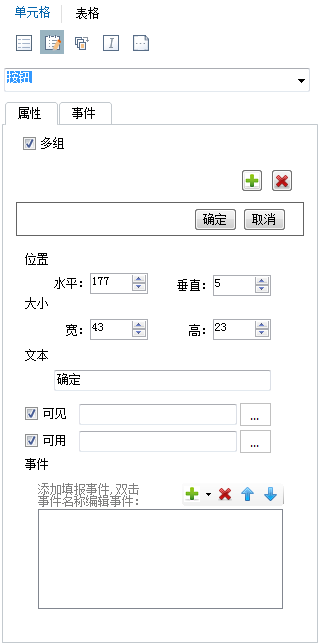 单元格 表格
按钮
属性 事件
多组
确定 取消
位置
水平: 177 垂直: 5
大小
宽: 43 高: 23
文本
确定
可见 ...
可用 ...
事件
添加填报事件,双击
事件名称编辑事件: